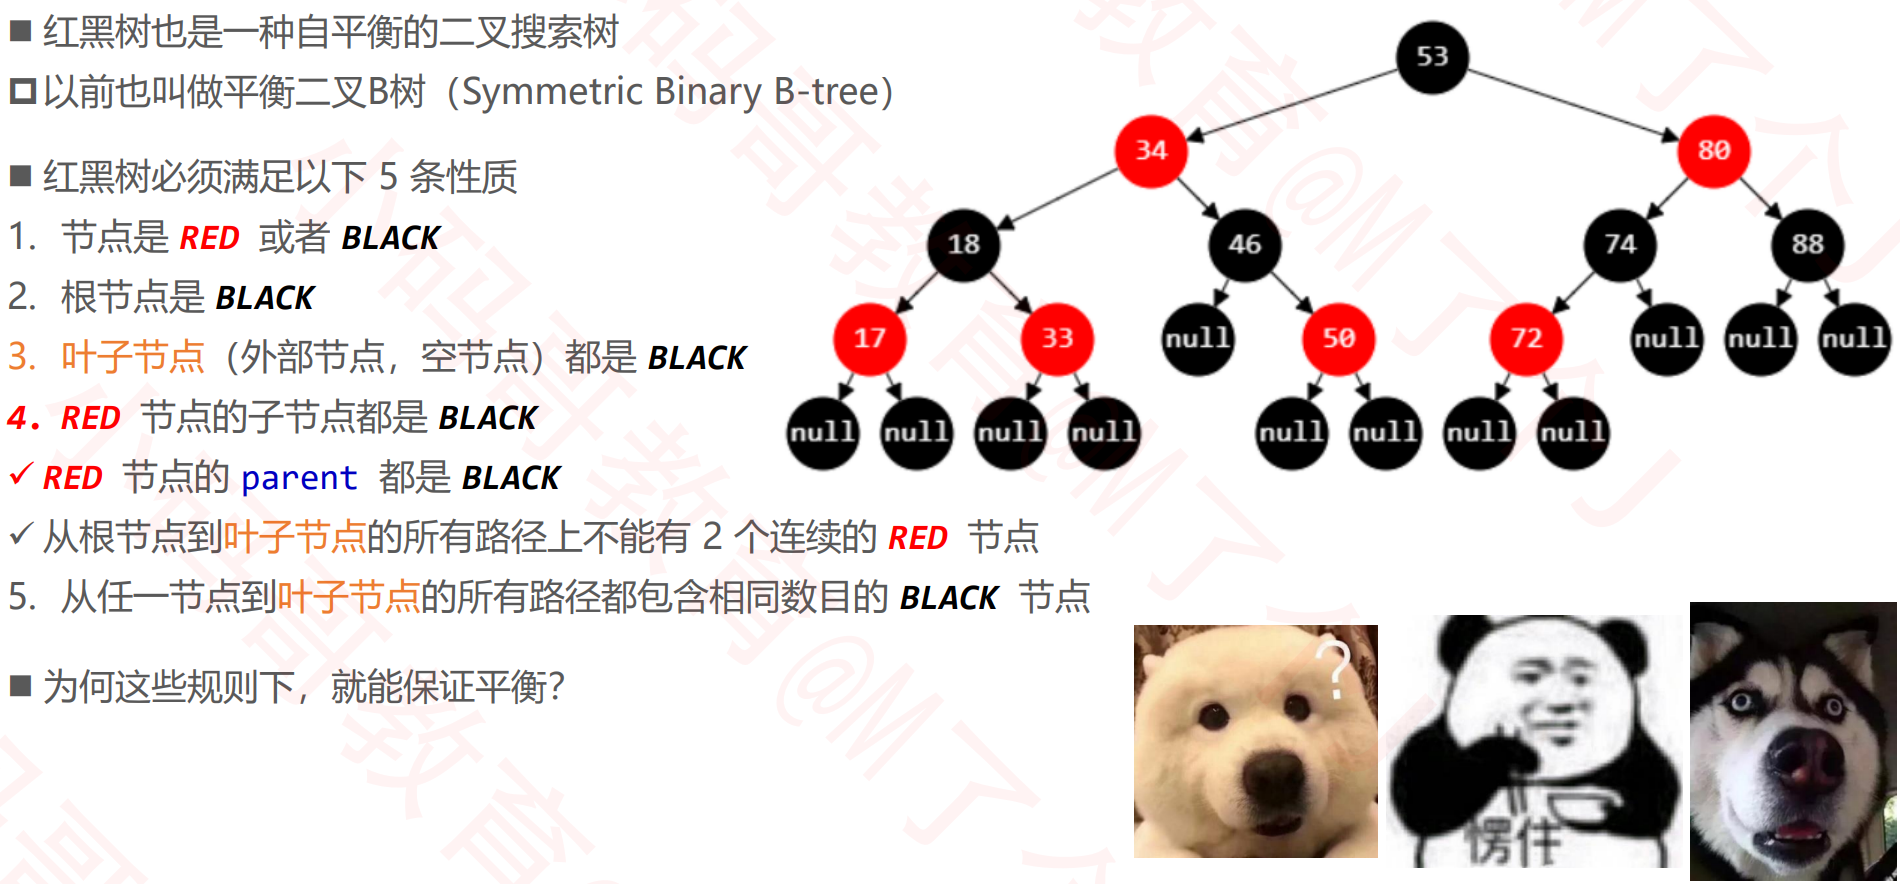 ■ 红黑树也是一种自平衡的二叉搜索树
以前也叫做平衡二叉B树（Symmetric Binary B-tree）
■ 红黑树必须满足以下 5 条性质
1. 节点是 RED 或者 BLACK
2. 根节点是 BLACK
3. 叶子节点（外部节点，空节点）都是 BLACK
4. RED 节点的子节点都是 BLACK
✓ RED 节点的 parent 都是 BLACK
✓ 从根节点到叶子节点的所有路径上不能有 2 个连续的 RED 节点
5. 从任一节点到叶子节点的所有路径都包含相同数目的 BLACK 节点
■ 为何这些规则下，就能保证平衡？
53
34 80
18 46 74 88
17 33 null 50 72 null null null
null null null null null null null null
?
愣住
小码哥教育@M了个J